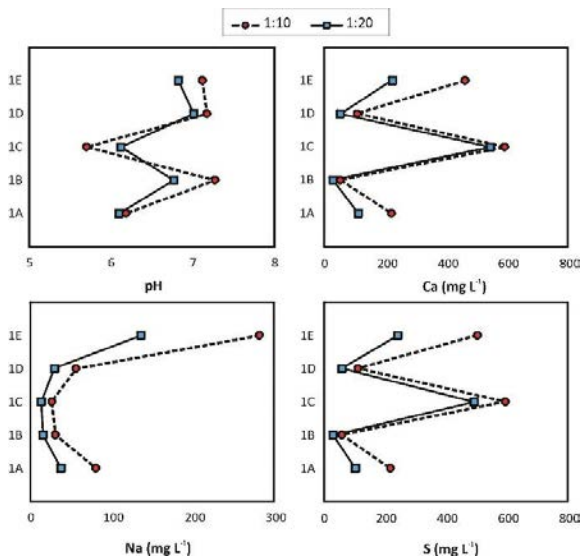 1:10 1:20
1E
1D
1C
1B
1A
5 6 7 8
pH
1E
1D
1C
1B
1A
0 200 400 600 800
Ca (mg L⁻¹)
1E
1D
1C
1B
1A
0 100 200 300
Na (mg L⁻¹)
1E
1D
1C
1B
1A
0 200 400 600 800
S (mg L⁻¹)